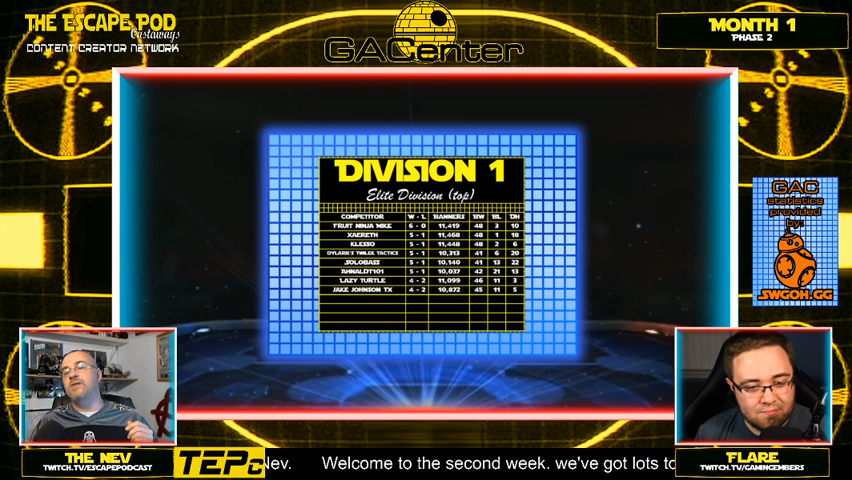 THE ESCAPE POD
Castaways
CONTENT CREATOR NETWORK
GACenter
MONTH 1
PHASE 2
DIVISION 1
Elite Division (top)
COMPETITOR W - L BANNERS BW BL DH
FRUIT NINJA MIKE 6 - 0 11,419 48 3 10
XAERETH 5 - 1 11,468 48 1 18
KLESSO 5 - 1 11,448 48 2 6
DYLARR'S TWILEK TACTICS 5 - 1 10,313 41 6 20
SOLOBASS 5 - 1 10,140 41 13 22
AHNALDT101 5 - 1 10,037 42 21 13
LAZY TURTLE 4 - 2 11,099 46 11 3
JAKE JOHNSON TX 4 - 2 10,872 45 11 5
GAC
statistics
provided
by:
SWGOH.GG
THE NEV
TWITCH.TV/ESCAPEPODCAST
FLARE
TWITCH.TV/GAMINGEMBERS
TEPC
Nev. Welcome to the second week. we've got lots to